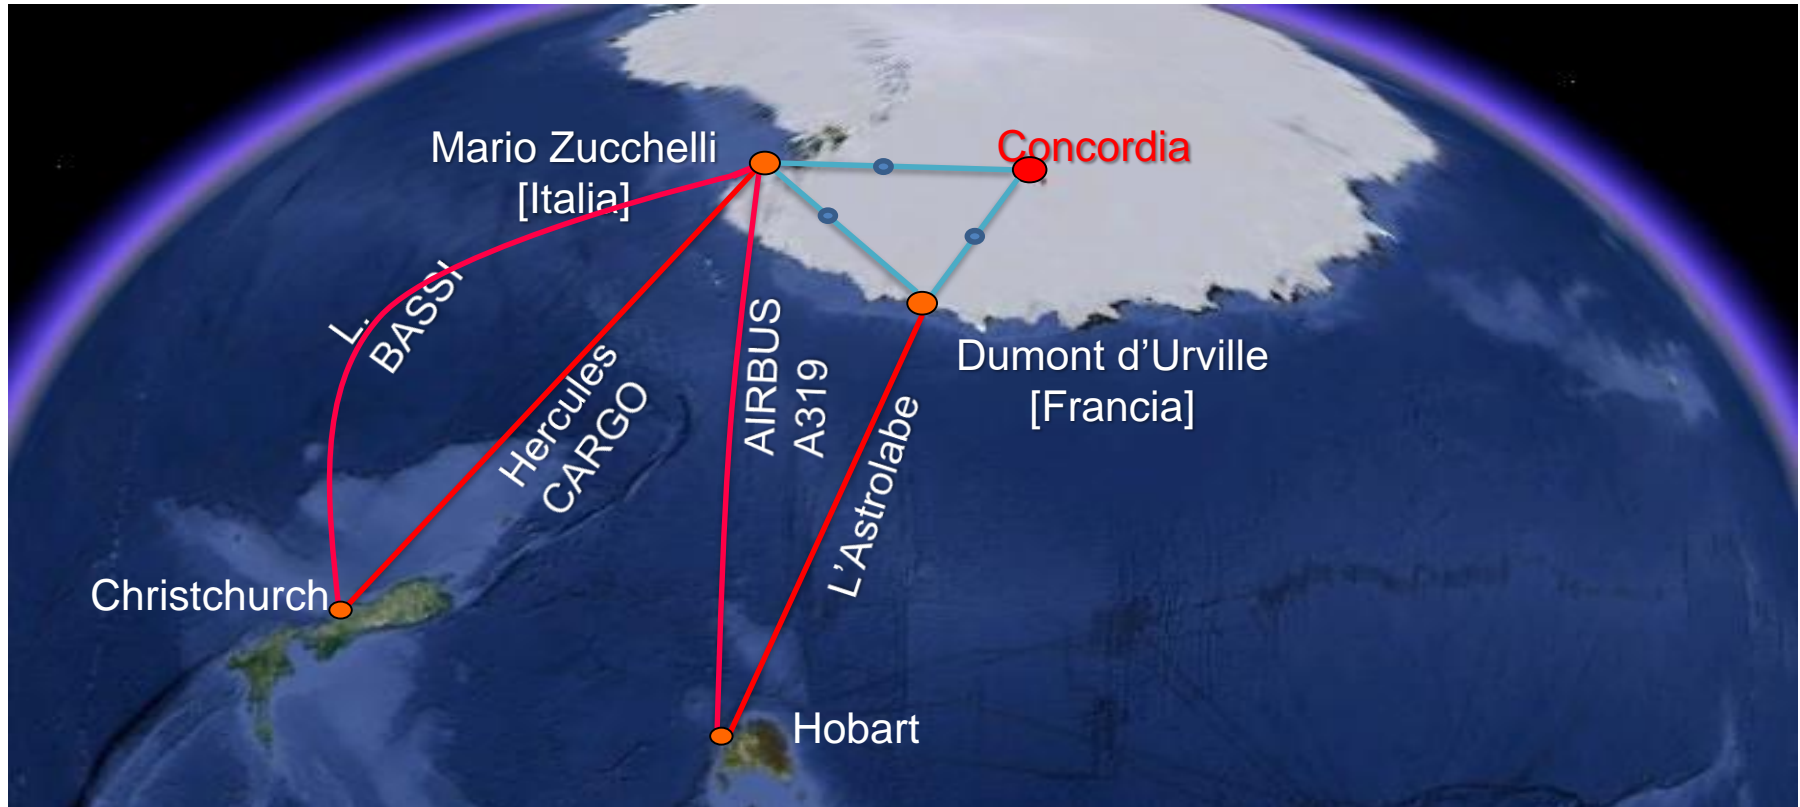 Mario Zucchelli
[Italia]
Concordia
L.
BASSI
Hercules
CARGO
AIRBUS
A319
L’Astrolabe
Dumont d’Urville
[Francia]
Christchurch
Hobart